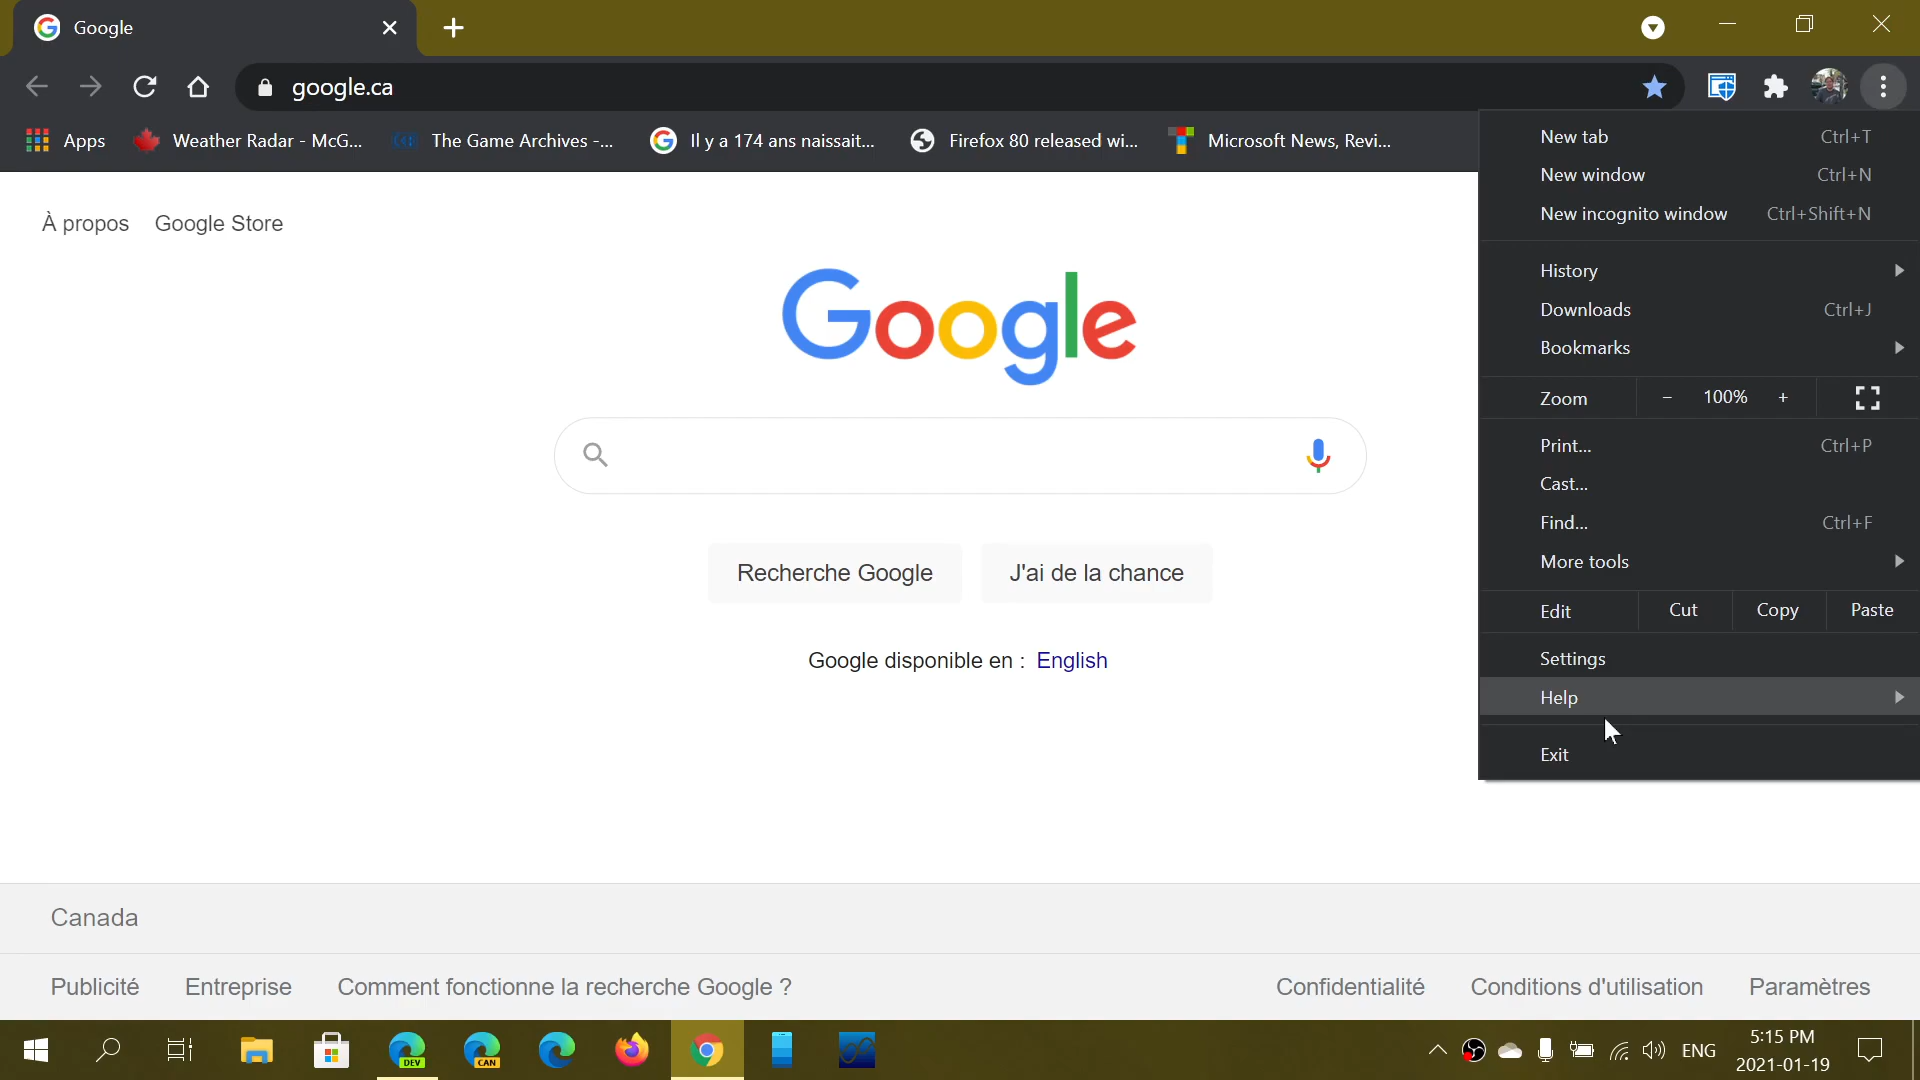 Google
google.ca
Apps
Weather Radar - McG...
The Game Archives -...
Il y a 174 ans naissait...
Firefox 80 released wi...
Microsoft News, Revi...
À propos Google Store
Google
Recherche Google
J'ai de la chance
Google disponible en : English
New tab Ctrl+T
New window Ctrl+N
New incognito window Ctrl+Shift+N
History
Downloads Ctrl+J
Bookmarks
Zoom - 100% +
Print... Ctrl+P
Cast...
Find... Ctrl+F
More tools
Edit Cut Copy Paste
Settings
Help
Exit
Canada
Publicité Entreprise Comment fonctionne la recherche Google ?
Confidentialité Conditions d'utilisation Paramètres
DEV
CAN
ENG
5:15 PM
2021-01-19